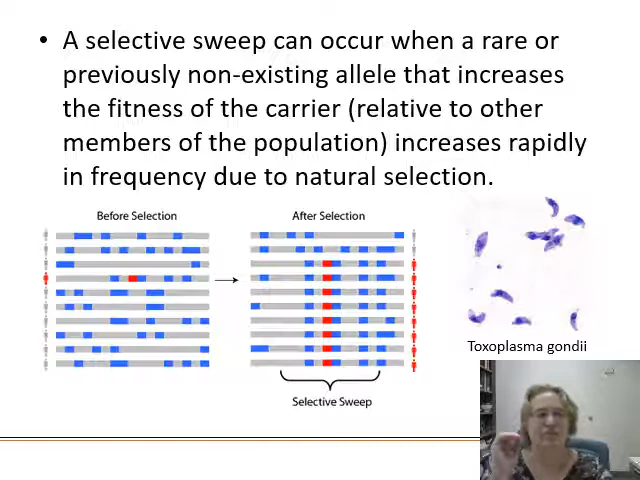 • A selective sweep can occur when a rare or
previously non-existing allele that increases
the fitness of the carrier (relative to other
members of the population) increases rapidly
in frequency due to natural selection.
Before Selection
After Selection
Toxoplasma gondii
Selective Sweep